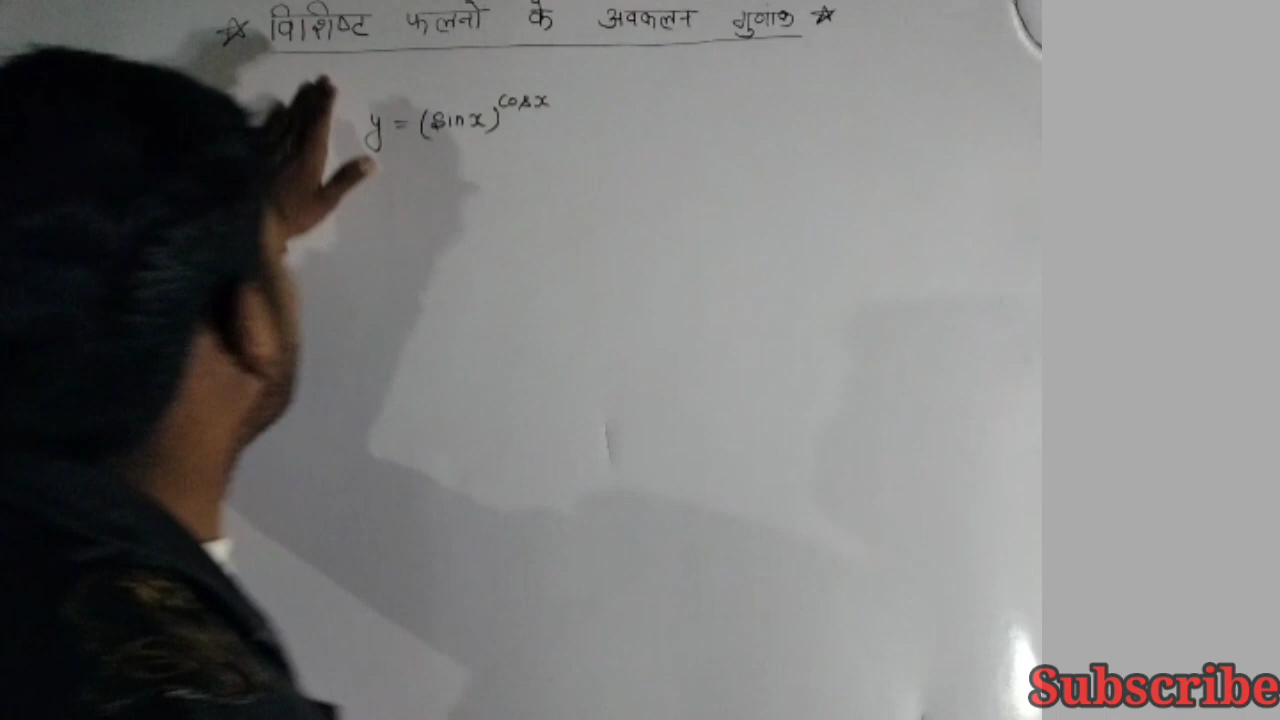 ☆ विशिष्ट फलनो के अवकलन गुणांक ☆
y = (sinx)^cosx
Subscribe